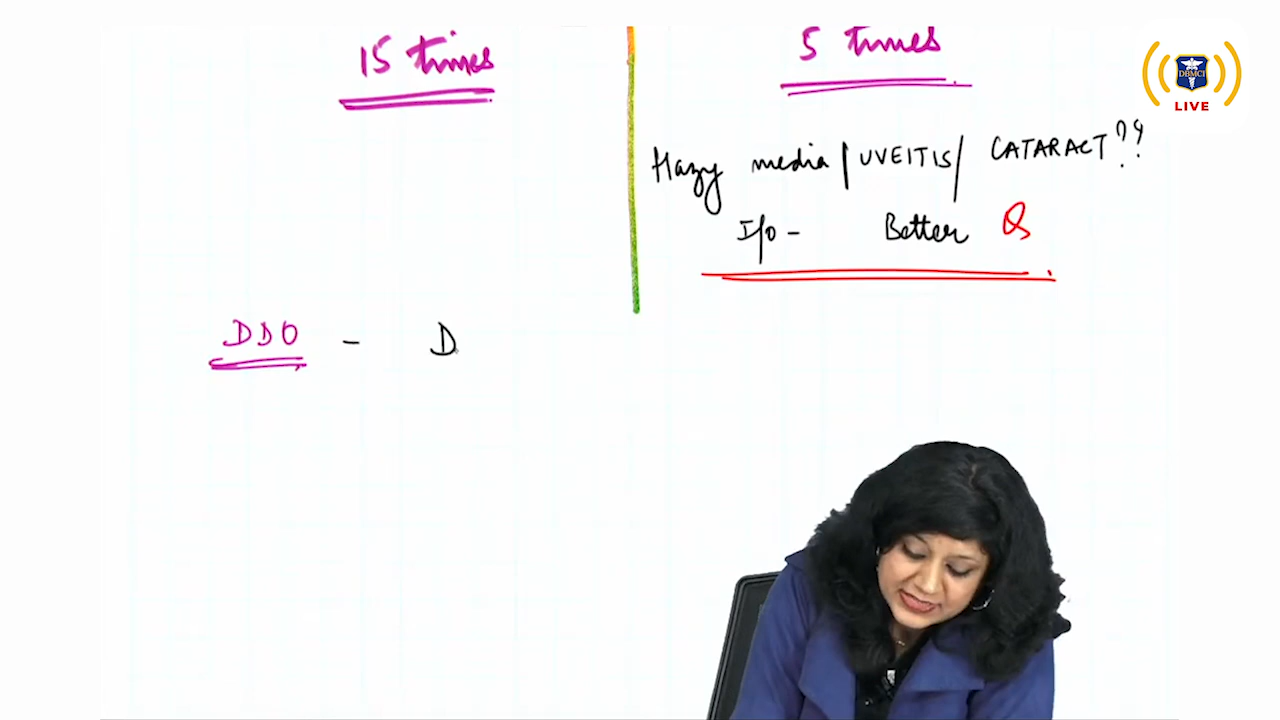 15 times
5 times
Hazy media / UVEITIS / CATARACT ??
I/O - Better
DDO - D
DBMCI
LIVE